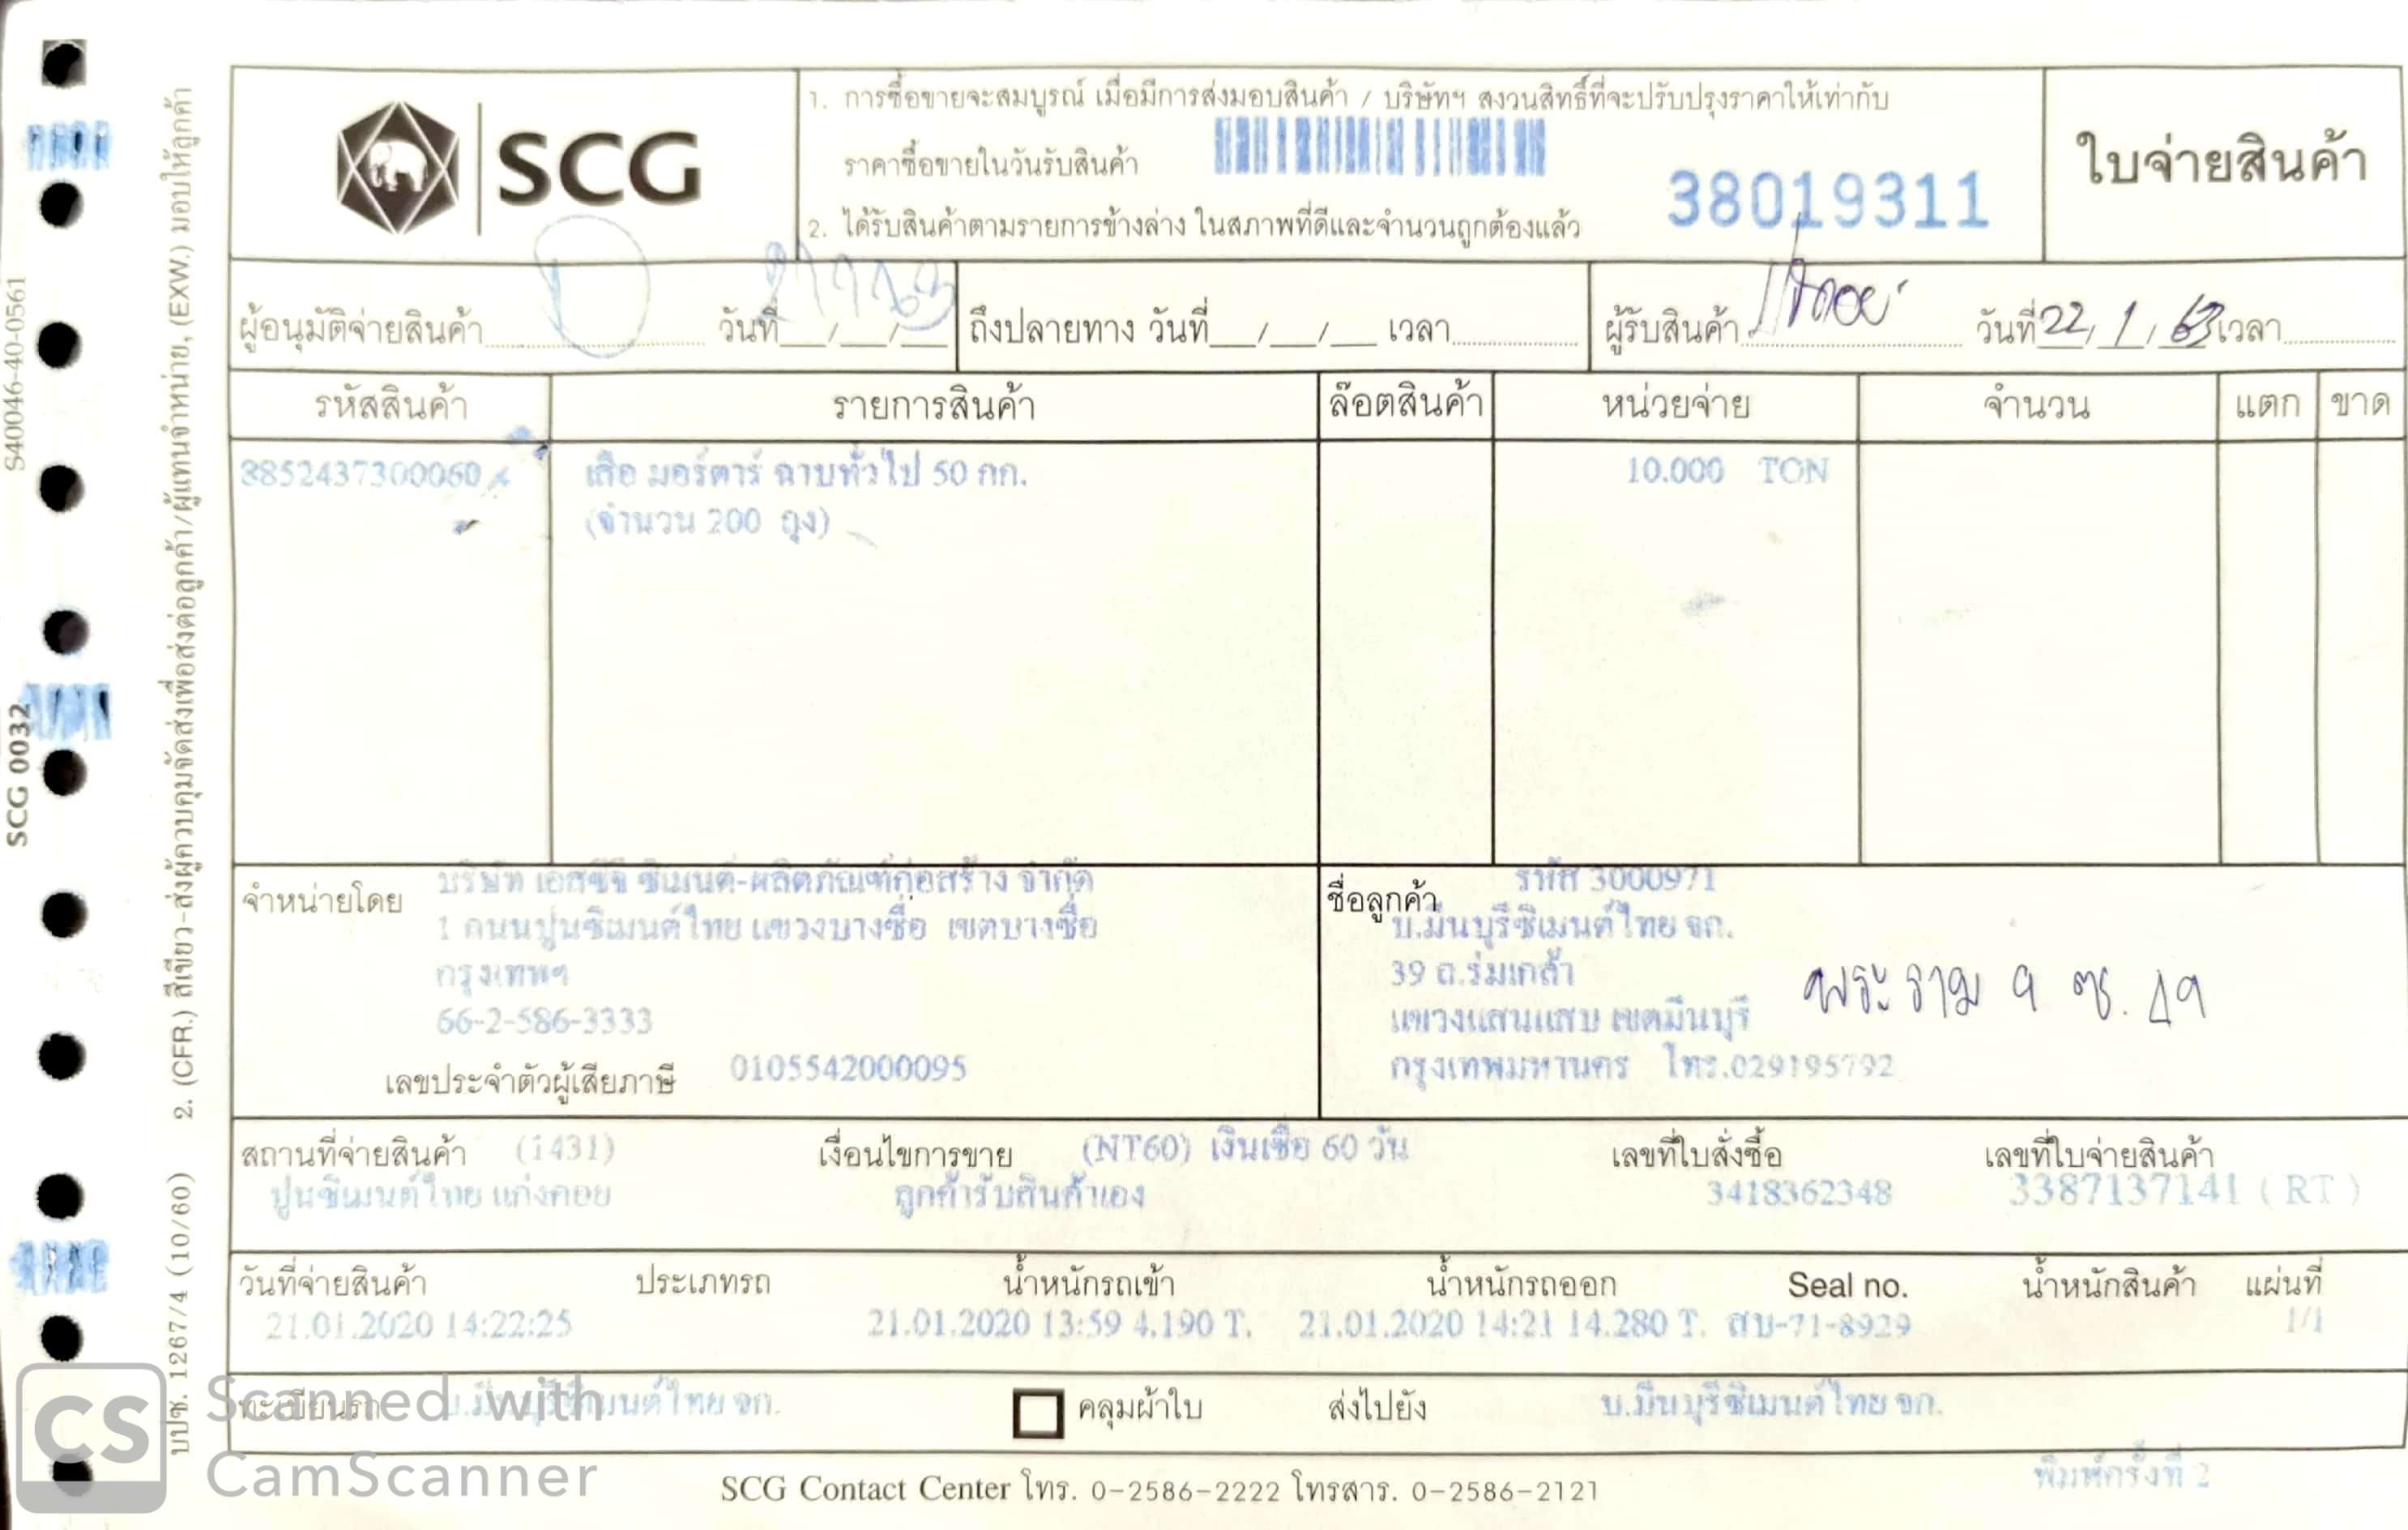 SCG
1. การซื้อขายจะสมบูรณ์ เมื่อมีการส่งมอบสินค้า / บริษัทฯ สงวนสิทธิ์ที่จะปรับปรุงราคาให้เท่ากับ
ราคาซื้อขายในวันรับสินค้า
2. ได้รับสินค้าตามรายการข้างล่าง ในสภาพที่ดีและจำนวนถูกต้องแล้ว
38019311
ใบจ่ายสินค้า
ผู้อนุมัติจ่ายสินค้า วันที่ / /
ถึงปลายทาง วันที่ / / เวลา
ผู้รับสินค้า วันที่ 22/1/63 เวลา
รหัสสินค้า รายการสินค้า ล๊อตสินค้า หน่วยจ่าย จำนวน แตก ขาด
8852437300060 เสือ มอร์ตาร์ ฉาบทั่วไป 50 กก. 10.000 TON
(จำนวน 200 ถุง)
จำหน่ายโดย บริษัท เอสซีจี ซิเมนต์-ผลิตภัณฑ์ก่อสร้าง จำกัด
1 ถนนปูนซิเมนต์ไทย แขวงบางซื่อ เขตบางซื่อ
กรุงเทพฯ
66-2-586-3333
เลขประจำตัวผู้เสียภาษี 0105542000095
ชื่อลูกค้า รหัส 3000971
บ.มีนบุรีซิเมนต์ไทย จก.
39 ถ.ร่มเกล้า
แขวงแสนแสบ เขตมีนบุรี
กรุงเทพมหานคร โทร.029195792
พระราม 9 ซ.
สถานที่จ่ายสินค้า (1431) เงื่อนไขการขาย (NT60) เงินเชื่อ 60 วัน เลขที่ใบสั่งซื้อ เลขที่ใบจ่ายสินค้า
ปูนซิเมนต์ไทย แก่งคอย ลูกค้ารับสินค้าเอง 3418362348 3387137141 ( RT )
วันที่จ่ายสินค้า ประเภทรถ น้ำหนักรถเข้า น้ำหนักรถออก Seal no. น้ำหนักสินค้า แผ่นที่
21.01.2020 14:22:25 21.01.2020 13:59 4.190 T. 21.01.2020 14:21 14.280 T. สบ-71-8929 1/1
ทะเบียนรถ บ.มีนบุรีซิเมนต์ไทย จก. คลุมผ้าใบ ส่งไปยัง บ.มีนบุรีซิเมนต์ไทย จก.
พิมพ์ครั้งที่ 2
SCG Contact Center โทร. 0-2586-2222 โทรสาร. 0-2586-2121
S40046-40-0561
SCG 0032
บปซ. 1267/4 (10/60) 2. (CFR.) สีเขียว-ส่งผู้ควบคุมจัดส่งเพื่อส่งต่อลูกค้า/ผู้แทนจำหน่าย, (EXW.) มอบให้ลูกค้า
CS
Scanned with
CamScanner